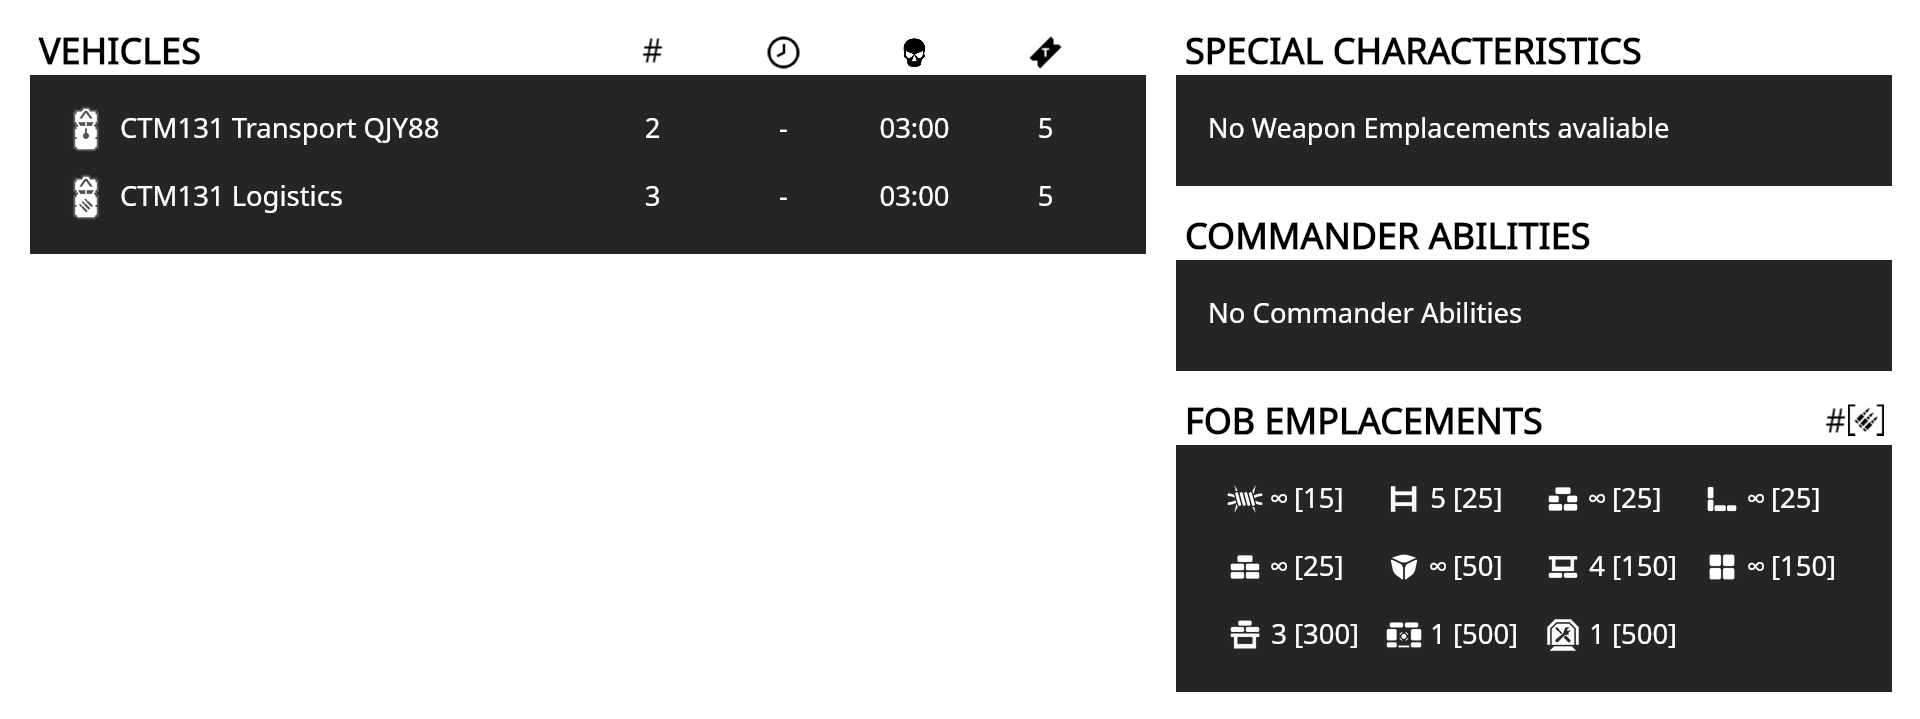 VEHICLES #
CTM131 Transport QJY88 2 - 03:00 5
CTM131 Logistics 3 - 03:00 5
SPECIAL CHARACTERISTICS
No Weapon Emplacements avaliable
COMMANDER ABILITIES
No Commander Abilities
FOB EMPLACEMENTS #[]
∞ [15] 5 [25] ∞ [25] ∞ [25]
∞ [25] ∞ [50] 4 [150] ∞ [150]
3 [300] 1 [500] 1 [500]